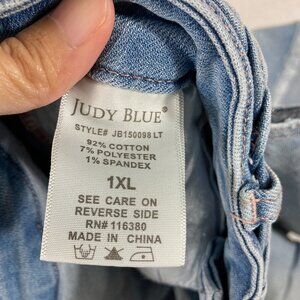 JUDY BLUE®
STYLE# JB150098 LT
92% COTTON
7% POLYESTER
1% SPANDEX
1XL
SEE CARE ON
REVERSE SIDE
RN# 116380
MADE IN CHINA